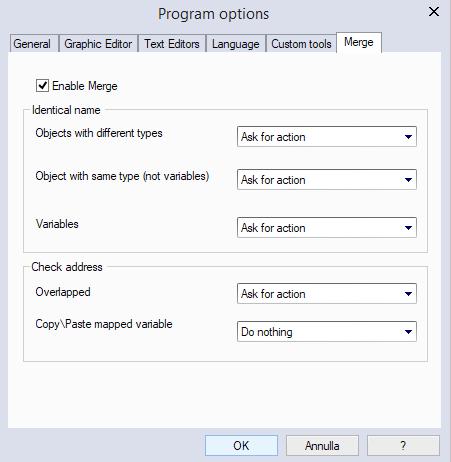 Program options
General Graphic Editor Text Editors Language Custom tools Merge
Enable Merge
Identical name
Objects with different types Ask for action
Object with same type (not variables) Ask for action
Variables Ask for action
Check address
Overlapped Ask for action
Copy\Paste mapped variable Do nothing
OK Annulla ?